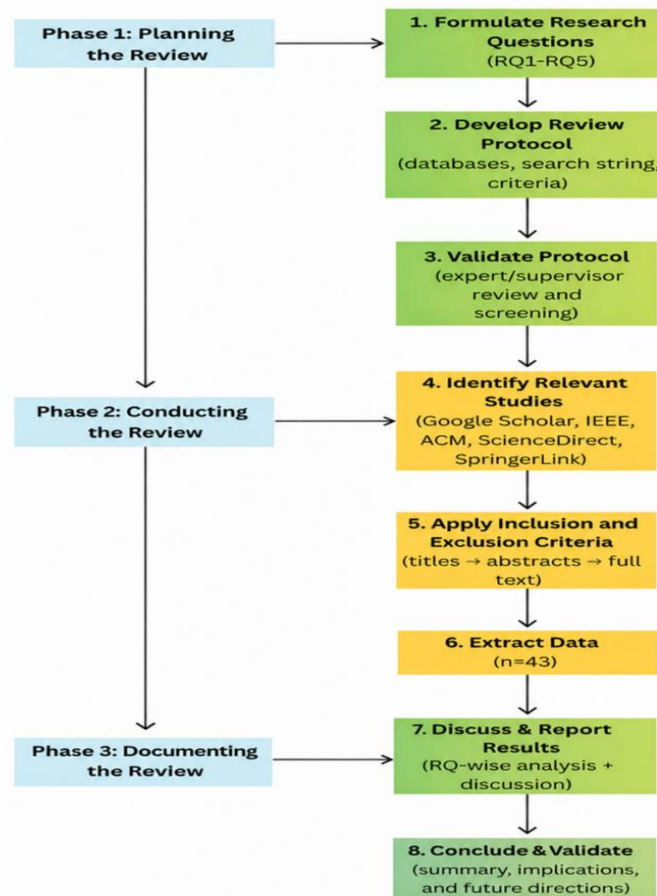 Phase 1: Planning
the Review
1. Formulate Research
Questions
(RQ1-RQ5)
2. Develop Review
Protocol
(databases, search string,
criteria)
3. Validate Protocol
(expert/supervisor
review and
screening)
Phase 2: Conducting
the Review
4. Identify Relevant
Studies
(Google Scholar, IEEE,
ACM, ScienceDirect,
SpringerLink)
5. Apply Inclusion and
Exclusion Criteria
(titles → abstracts → full
text)
6. Extract Data
(n=43)
Phase 3: Documenting
the Review
7. Discuss & Report
Results
(RQ-wise analysis +
discussion)
8. Conclude & Validate
(summary, implications,
and future directions)